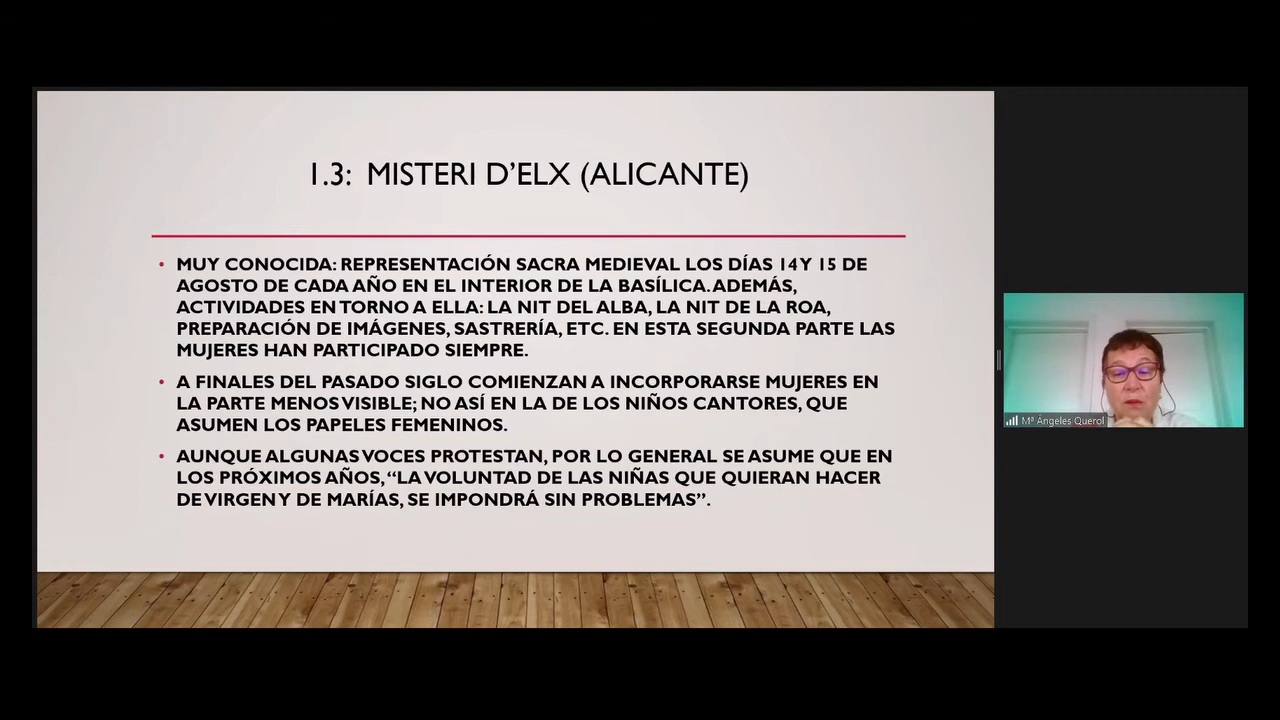 1.3: MISTERI D'ELX (ALICANTE)
• MUY CONOCIDA: REPRESENTACIÓN SACRA MEDIEVAL LOS DÍAS 14 Y 15 DE
AGOSTO DE CADA AÑO EN EL INTERIOR DE LA BASÍLICA. ADEMÁS,
ACTIVIDADES EN TORNO A ELLA: LA NIT DEL ALBA, LA NIT DE LA ROA,
PREPARACIÓN DE IMÁGENES, SASTRERÍA, ETC. EN ESTA SEGUNDA PARTE LAS
MUJERES HAN PARTICIPADO SIEMPRE.
• A FINALES DEL PASADO SIGLO COMIENZAN A INCORPORARSE MUJERES EN
LA PARTE MENOS VISIBLE; NO ASÍ EN LA DE LOS NIÑOS CANTORES, QUE
ASUMEN LOS PAPELES FEMENINOS.
• AUNQUE ALGUNAS VOCES PROTESTAN, POR LO GENERAL SE ASUME QUE EN
LOS PRÓXIMOS AÑOS, “LA VOLUNTAD DE LAS NIÑAS QUE QUIERAN HACER
DE VIRGEN Y DE MARÍAS, SE IMPONDRÁ SIN PROBLEMAS”.
Mª Ángeles Querol